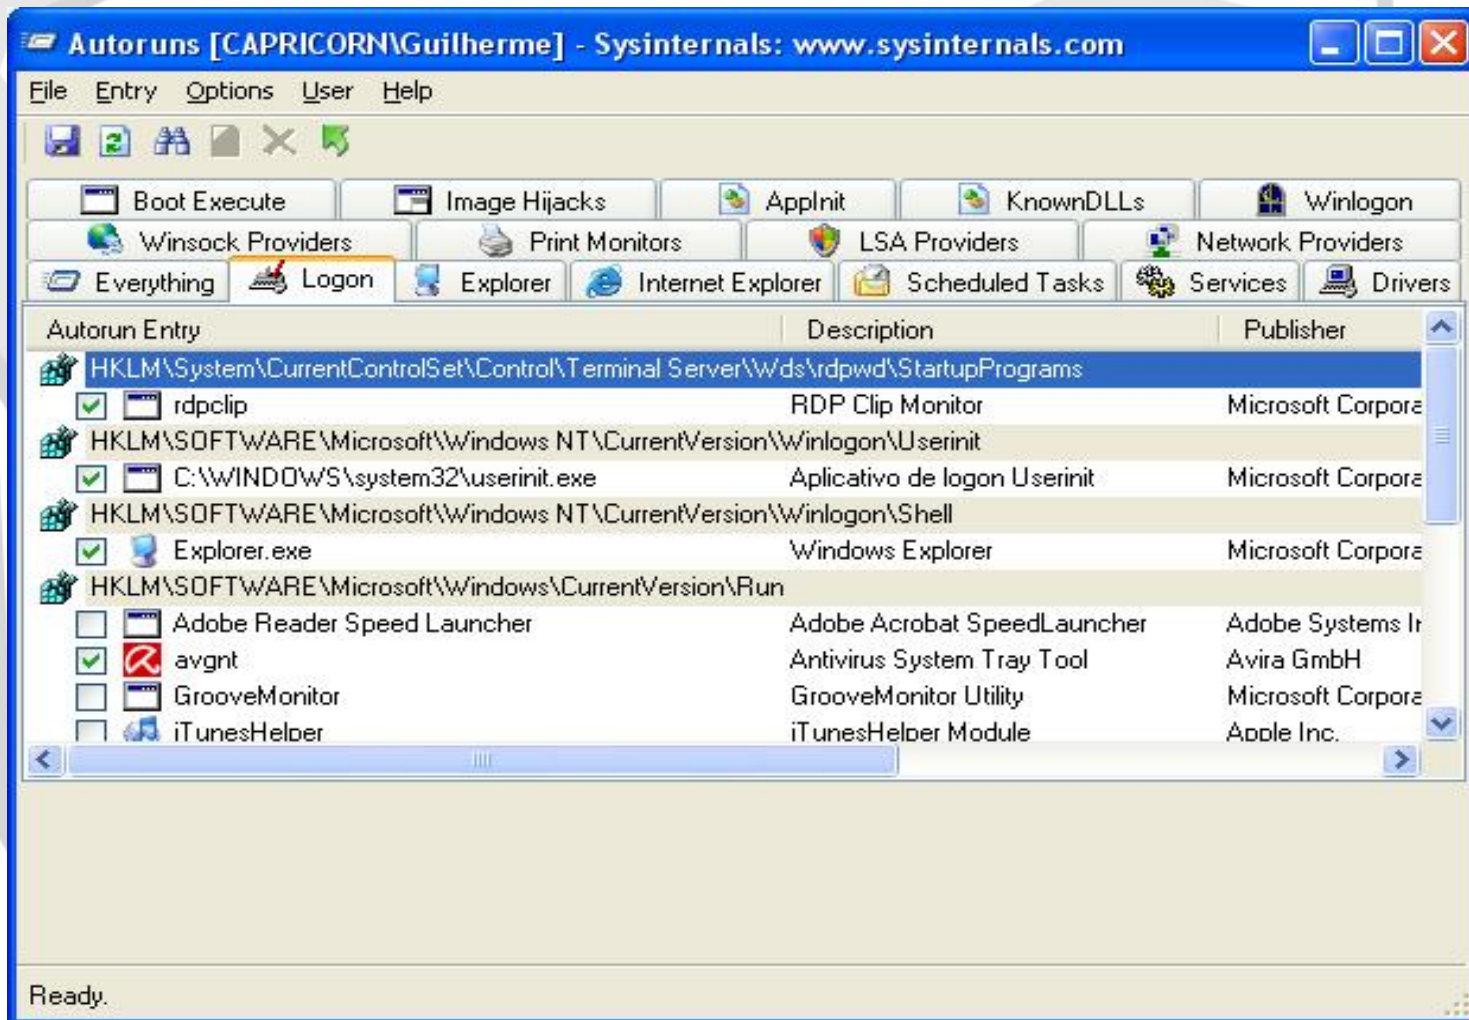 Autoruns [CAPRICORN\Guilherme] - Sysinternals: www.sysinternals.com
File Entry Options User Help
Boot Execute Image Hijacks AppInit KnownDLLs Winlogon
Winsock Providers Print Monitors LSA Providers Network Providers
Everything Logon Explorer Internet Explorer Scheduled Tasks Services Drivers
Autorun Entry Description Publisher
HKLM\System\CurrentControlSet\Control\Terminal Server\Wds\rdpwd\StartupPrograms
rdpclip RDP Clip Monitor Microsoft Corpora
HKLM\SOFTWARE\Microsoft\Windows NT\CurrentVersion\Winlogon\Userinit
C:\WINDOWS\system32\userinit.exe Aplicativo de logon Userinit Microsoft Corpora
HKLM\SOFTWARE\Microsoft\Windows NT\CurrentVersion\Winlogon\Shell
Explorer.exe Windows Explorer Microsoft Corpora
HKLM\SOFTWARE\Microsoft\Windows\CurrentVersion\Run
Adobe Reader Speed Launcher Adobe Acrobat SpeedLauncher Adobe Systems Ir
avgnt Antivirus System Tray Tool Avira GmbH
GrooveMonitor GrooveMonitor Utility Microsoft Corpora
iTunesHelper iTunesHelper Module Apple Inc.
Ready.